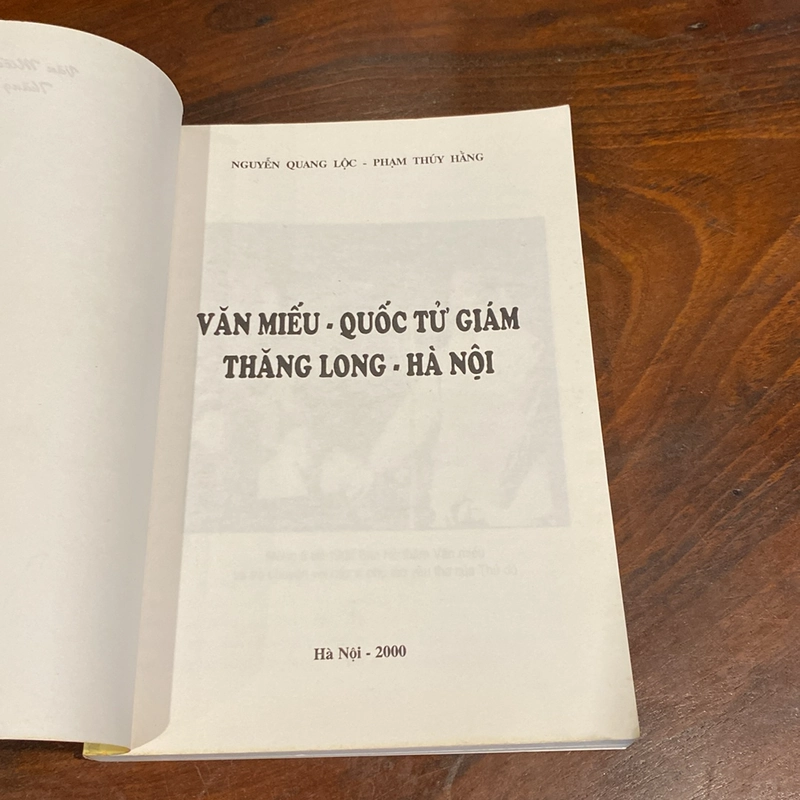 NGUYỄN QUANG LỘC - PHẠM THÚY HẰNG
VĂN MIẾU - QUỐC TỬ GIÁM
THĂNG LONG - HÀ NỘI
Hà Nội - 2000